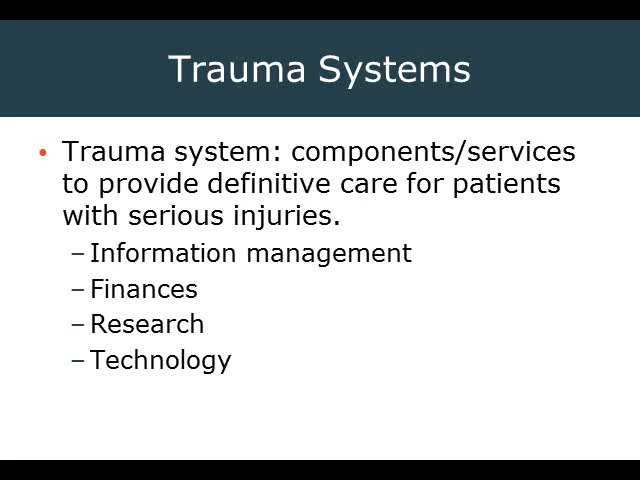 Trauma Systems
• Trauma system: components/services
to provide definitive care for patients
with serious injuries.
– Information management
– Finances
– Research
– Technology